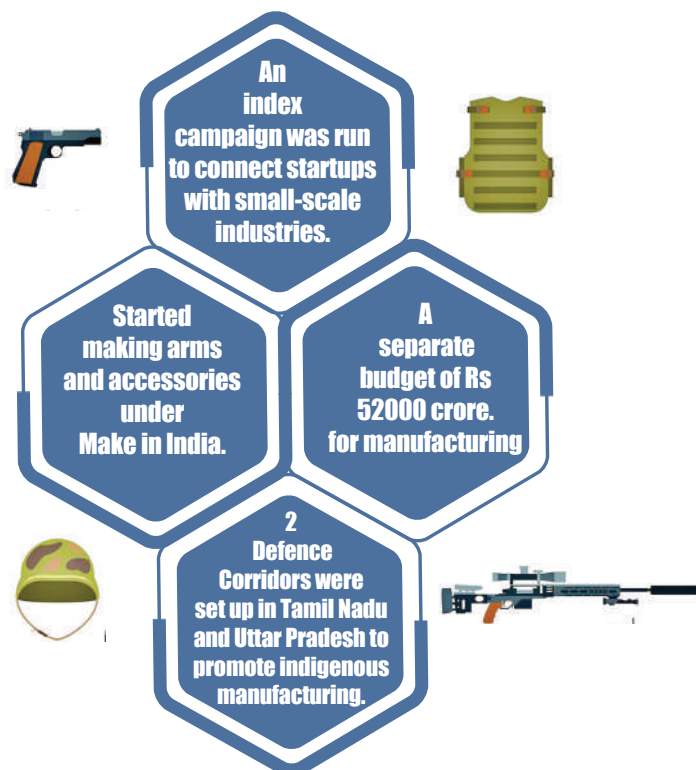 An
index
campaign was run
to connect startups
with small-scale
industries.
Started
making arms
and accessories
under
Make in India.
A
separate
budget of Rs
52000 crore.
for manufacturing
2
Defence
Corridors were
set up in Tamil Nadu
and Uttar Pradesh to
promote indigenous
manufacturing.